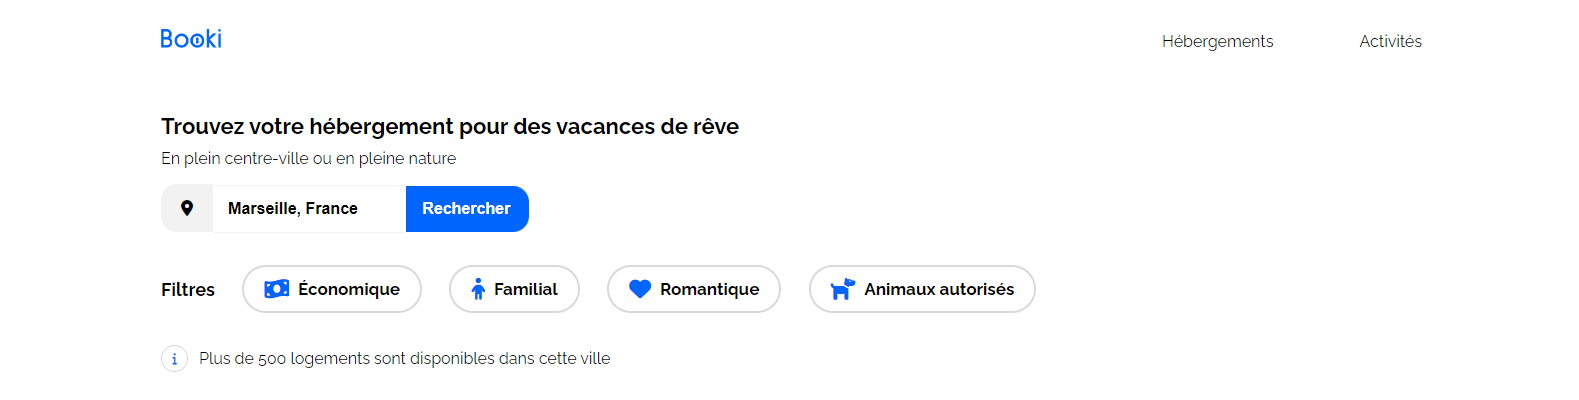 Booki
Hébergements
Activités
Trouvez votre hébergement pour des vacances de rêve
En plein centre-ville ou en pleine nature
Marseille, France
Rechercher
Filtres
Économique
Familial
Romantique
Animaux autorisés
i
Plus de 500 logements sont disponibles dans cette ville